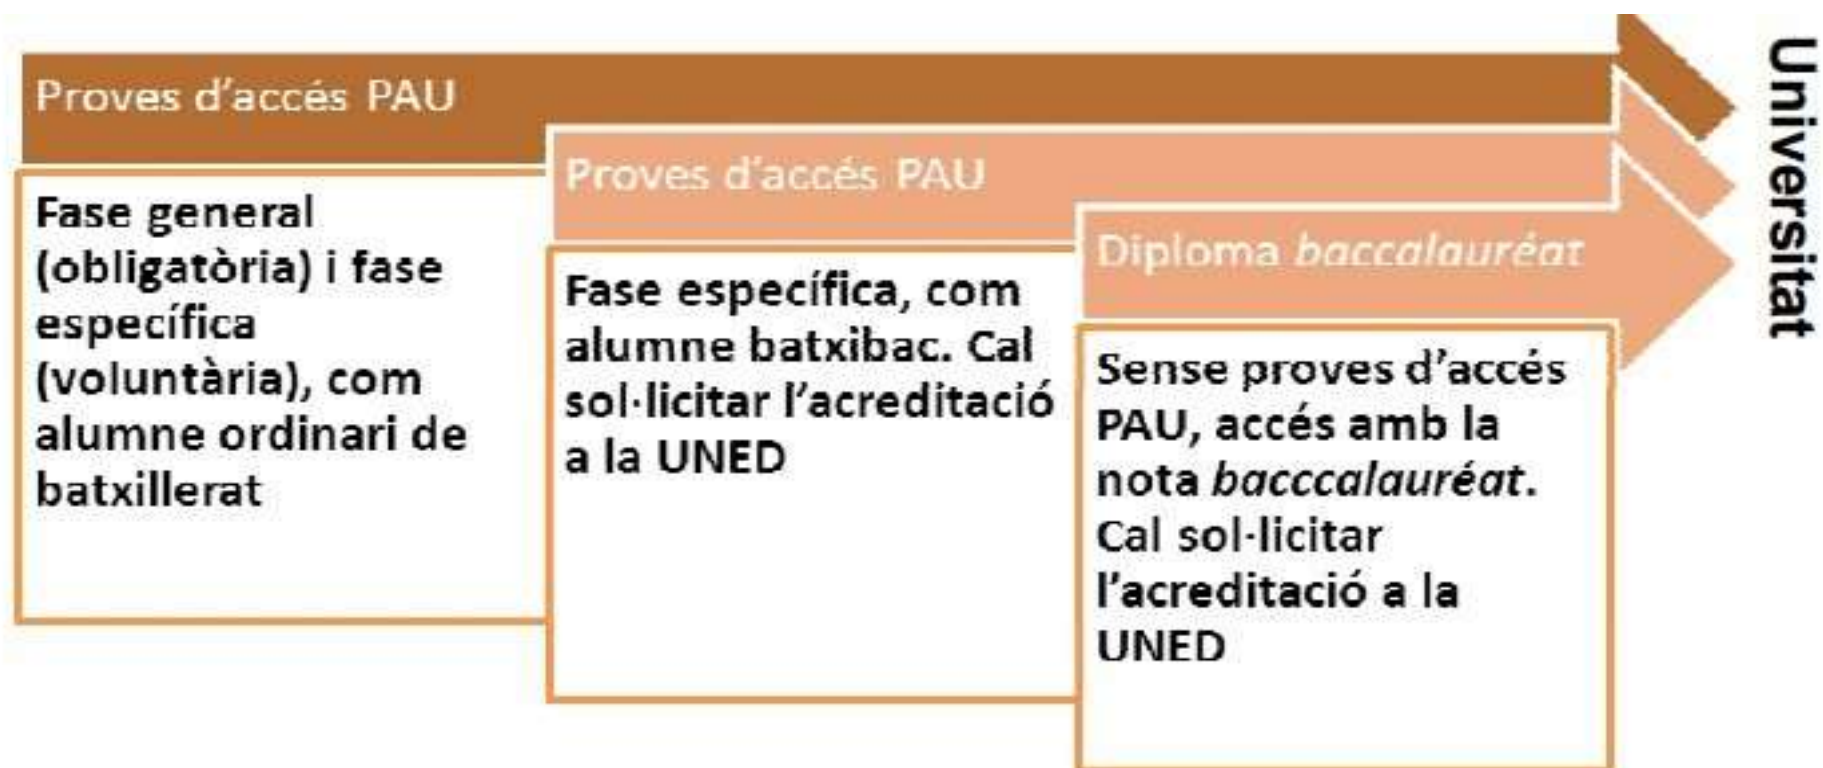 Proves d'accés PAU
Fase general
(obligatòria) i fase
específica
(voluntària), com
alumne ordinari de
batxillerat
Proves d'accés PAU
Fase específica, com
alumne batxibac. Cal
sol·licitar l'acreditació
a la UNED
Diploma baccalauréat
Sense proves d'accés
PAU, accés amb la
nota bacccalauréat.
Cal sol·licitar
l'acreditació a la
UNED
Universitat